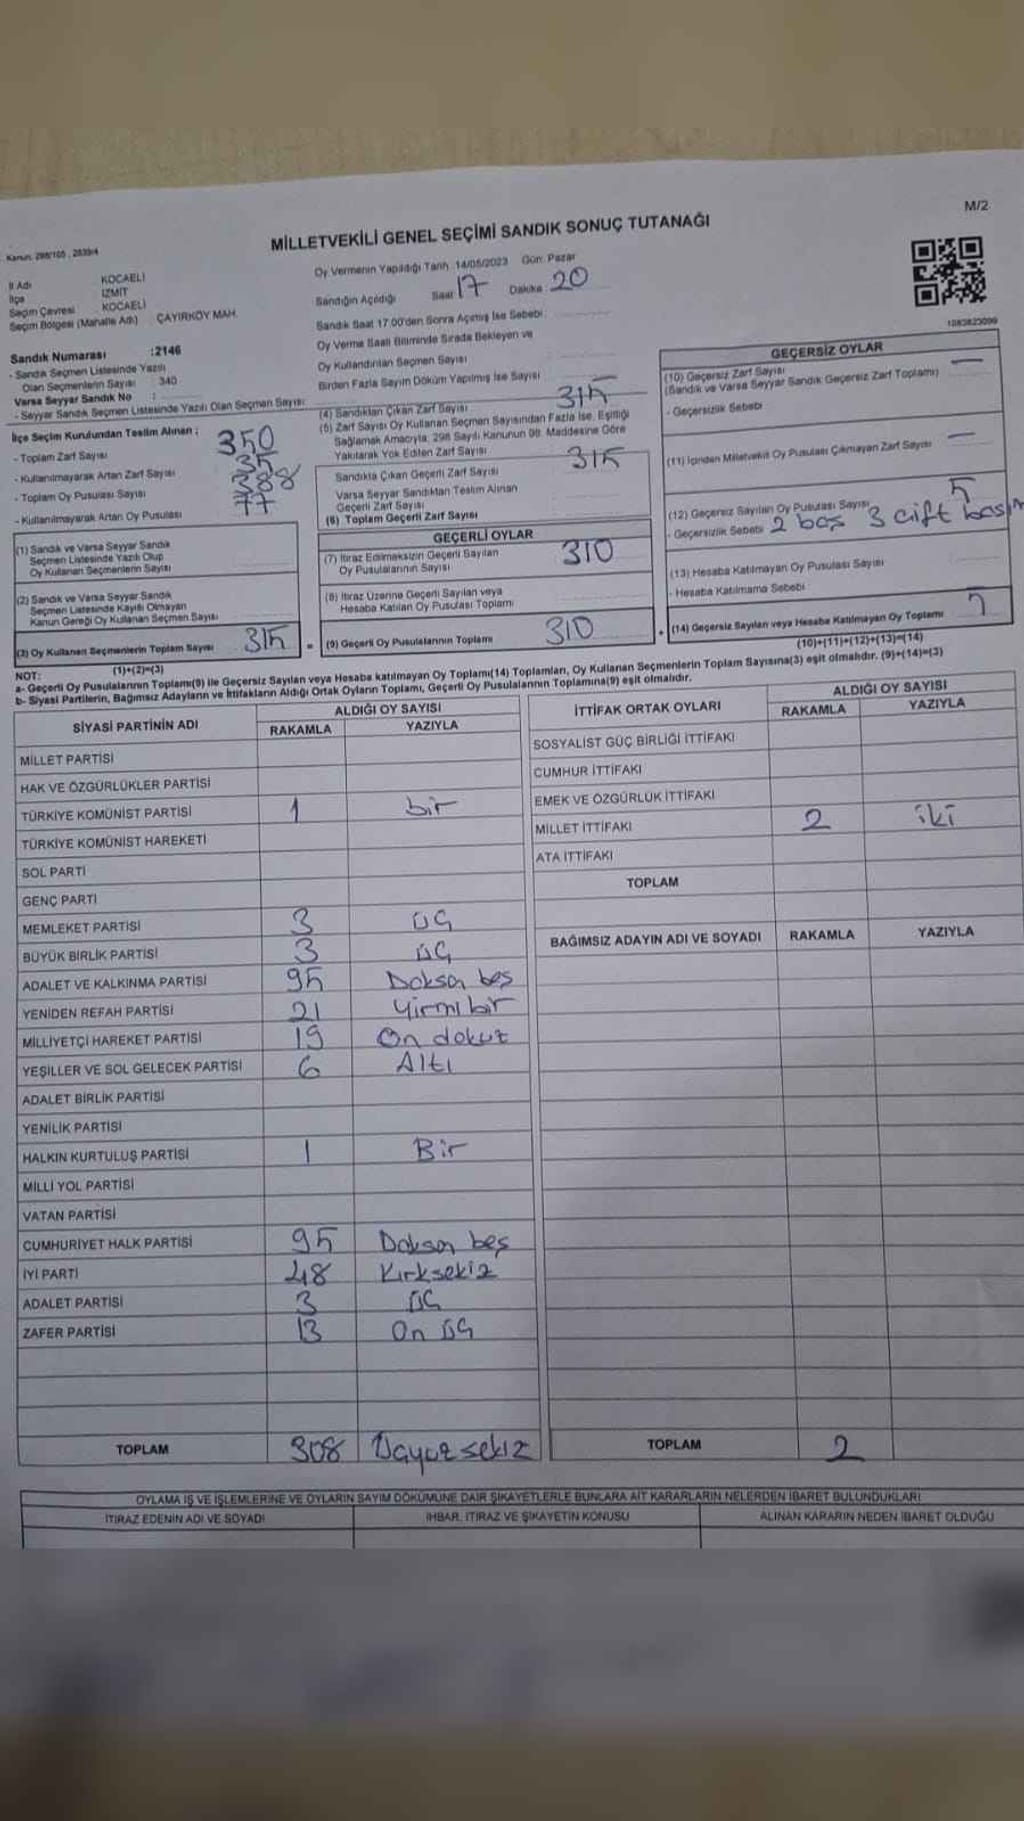 M/2
MİLLETVEKİLİ GENEL SEÇİMİ SANDIK SONUÇ TUTANAĞI
İl Adı KOCAELİ
İlçe İZMİT
Seçim Çevresi KOCAELİ
Seçim Bölgesi (Mahalle Adı) : ÇAYIRKÖY MAH.
Oy Vermenin Yapıldığı Tarih :14/05/2023 Gün: Pazar
Sandığın Açıldığı Saat 17 Dakika : 20
Sandık Saat 17.00'den Sonra Açılmış İse Sebebi :
Oy Verme Saati Bitiminde Sırada Bekleyen ve
Oy Kullandırılan Seçmen Sayısı
Birden Fazla Sayım Döküm Yapılmış İse Sayısı
Sandık Numarası :2146
- Sandık Seçmen Listesinde Yazılı
Olan Seçmenlerin Sayısı : 340
Varsa Seyyar Sandık No :
- Seyyar Sandık Seçmen Listesinde Yazılı Olan Seçmen Sayısı
İlçe Seçim Kurulundan Teslim Alınan ;
- Toplam Zarf Sayısı 350
- Kullanılmayarak Artan Zarf Sayısı 35
- Toplam Oy Pusulası Sayısı 388
- Kullanılmayarak Artan Oy Pusulası 77
(4) Sandıktan Çıkan Zarf Sayısı 315
(5) Zarf Sayısı Oy Kullanan Seçmen Sayısından Fazla İse, Eşitliği
Sağlamak Amacıyla; 298 Sayılı Kanunun 98. Maddesine Göre
Yakılarak Yok Edilen Zarf Sayısı
Sandıkta Çıkan Geçerli Zarf Sayısı 315
Varsa Seyyar Sandıktan Teslim Alınan
Geçerli Zarf Sayısı
(6) Toplam Geçerli Zarf Sayısı
GEÇERSİZ OYLAR
(10) Geçersiz Zarf Sayısı —
(Sandık ve Varsa Seyyar Sandık Geçersiz Zarf Toplamı)
- Geçersizlik Sebebi
(11) İçinden Milletvekili Oy Pusulası Çıkmayan Zarf Sayısı —
(12) Geçersiz Sayılan Oy Pusulası Sayısı 5
- Geçersizlik Sebebi 2 boş 3 çift basım
(13) Hesaba Katılmayan Oy Pusulası Sayısı
- Hesaba Katılmama Sebebi :
(14) Geçersiz Sayılan veya Hesaba Katılmayan Oy Toplamı
(10)+(11)+(12)+(13)=(14)
(1) Sandık ve Varsa Seyyar Sandık
Seçmen Listesinde Yazılı Olup
Oy Kullanan Seçmenlerin Sayısı
(2) Sandık ve Varsa Seyyar Sandık
Seçmen Listesinde Kayıtlı Olmayan
Kanun Gereği Oy Kullanan Seçmen Sayısı
(3) Oy Kullanan Seçmenlerin Toplam Sayısı 315
(1)+(2)=(3)
GEÇERLİ OYLAR
(7) İtiraz Edilmeksizin Geçerli Sayılan
Oy Pusulalarının Sayısı 310
(8) İtiraz Üzerine Geçerli Sayılan veya
Hesaba Katılan Oy Pusulası Toplamı
= (9) Geçerli Oy Pusulalarının Toplamı 310 +
NOT:
a- Geçerli Oy Pusulalarının Toplamı(9) ile Geçersiz Sayılan veya Hesaba katılmayan Oy Toplamı(14) Toplamları, Oy Kullanan Seçmenlerin Toplam Sayısına(3) eşit olmalıdır. (9)+(14)=(3)
b- Siyasi Partilerin, Bağımsız Adayların ve İttifakların Aldığı Ortak Oyların Toplamı, Geçerli Oy Pusulalarının Toplamına(9) eşit olmalıdır.
SİYASİ PARTİNİN ADI ALDIĞI OY SAYISI
RAKAMLA YAZIYLA
MİLLET PARTİSİ
HAK VE ÖZGÜRLÜKLER PARTİSİ
TÜRKİYE KOMÜNİST PARTİSİ 1 bir
TÜRKİYE KOMÜNİST HAREKETİ
SOL PARTİ
GENÇ PARTİ
MEMLEKET PARTİSİ 3 üç
BÜYÜK BİRLİK PARTİSİ 3 üç
ADALET VE KALKINMA PARTİSİ 95 Doksan beş
YENİDEN REFAH PARTİSİ 21 Yirmi bir
MİLLİYETÇİ HAREKET PARTİSİ 19 On dokuz
YEŞİLLER VE SOL GELECEK PARTİSİ 6 Altı
ADALET BİRLİK PARTİSİ
YENİLİK PARTİSİ
HALKIN KURTULUŞ PARTİSİ 1 Bir
MİLLİ YOL PARTİSİ
VATAN PARTİSİ
CUMHURİYET HALK PARTİSİ 95 Doksan beş
İYİ PARTİ 48 Kırksekiz
ADALET PARTİSİ 3 üç
ZAFER PARTİSİ 13 On üç
TOPLAM 308 Üçyüz sekiz
İTTİFAK ORTAK OYLARI ALDIĞI OY SAYISI
RAKAMLA YAZIYLA
SOSYALİST GÜÇ BİRLİĞİ İTTİFAKI
CUMHUR İTTİFAKI
EMEK VE ÖZGÜRLÜK İTTİFAKI
MİLLET İTTİFAKI 2 iki
ATA İTTİFAKI
TOPLAM
BAĞIMSIZ ADAYIN ADI VE SOYADI RAKAMLA YAZIYLA
TOPLAM 2
OYLAMA İŞ VE İŞLEMLERİNE VE OYLARIN SAYIM DÖKÜMÜNE DAİR ŞİKAYETLERLE BUNLARA AİT KARARLARIN NELERDEN İBARET BULUNDUKLARI
İTİRAZ EDENİN ADI VE SOYADI İHBAR, İTİRAZ VE ŞİKAYETİN KONUSU ALINAN KARARIN NEDEN İBARET OLDUĞU